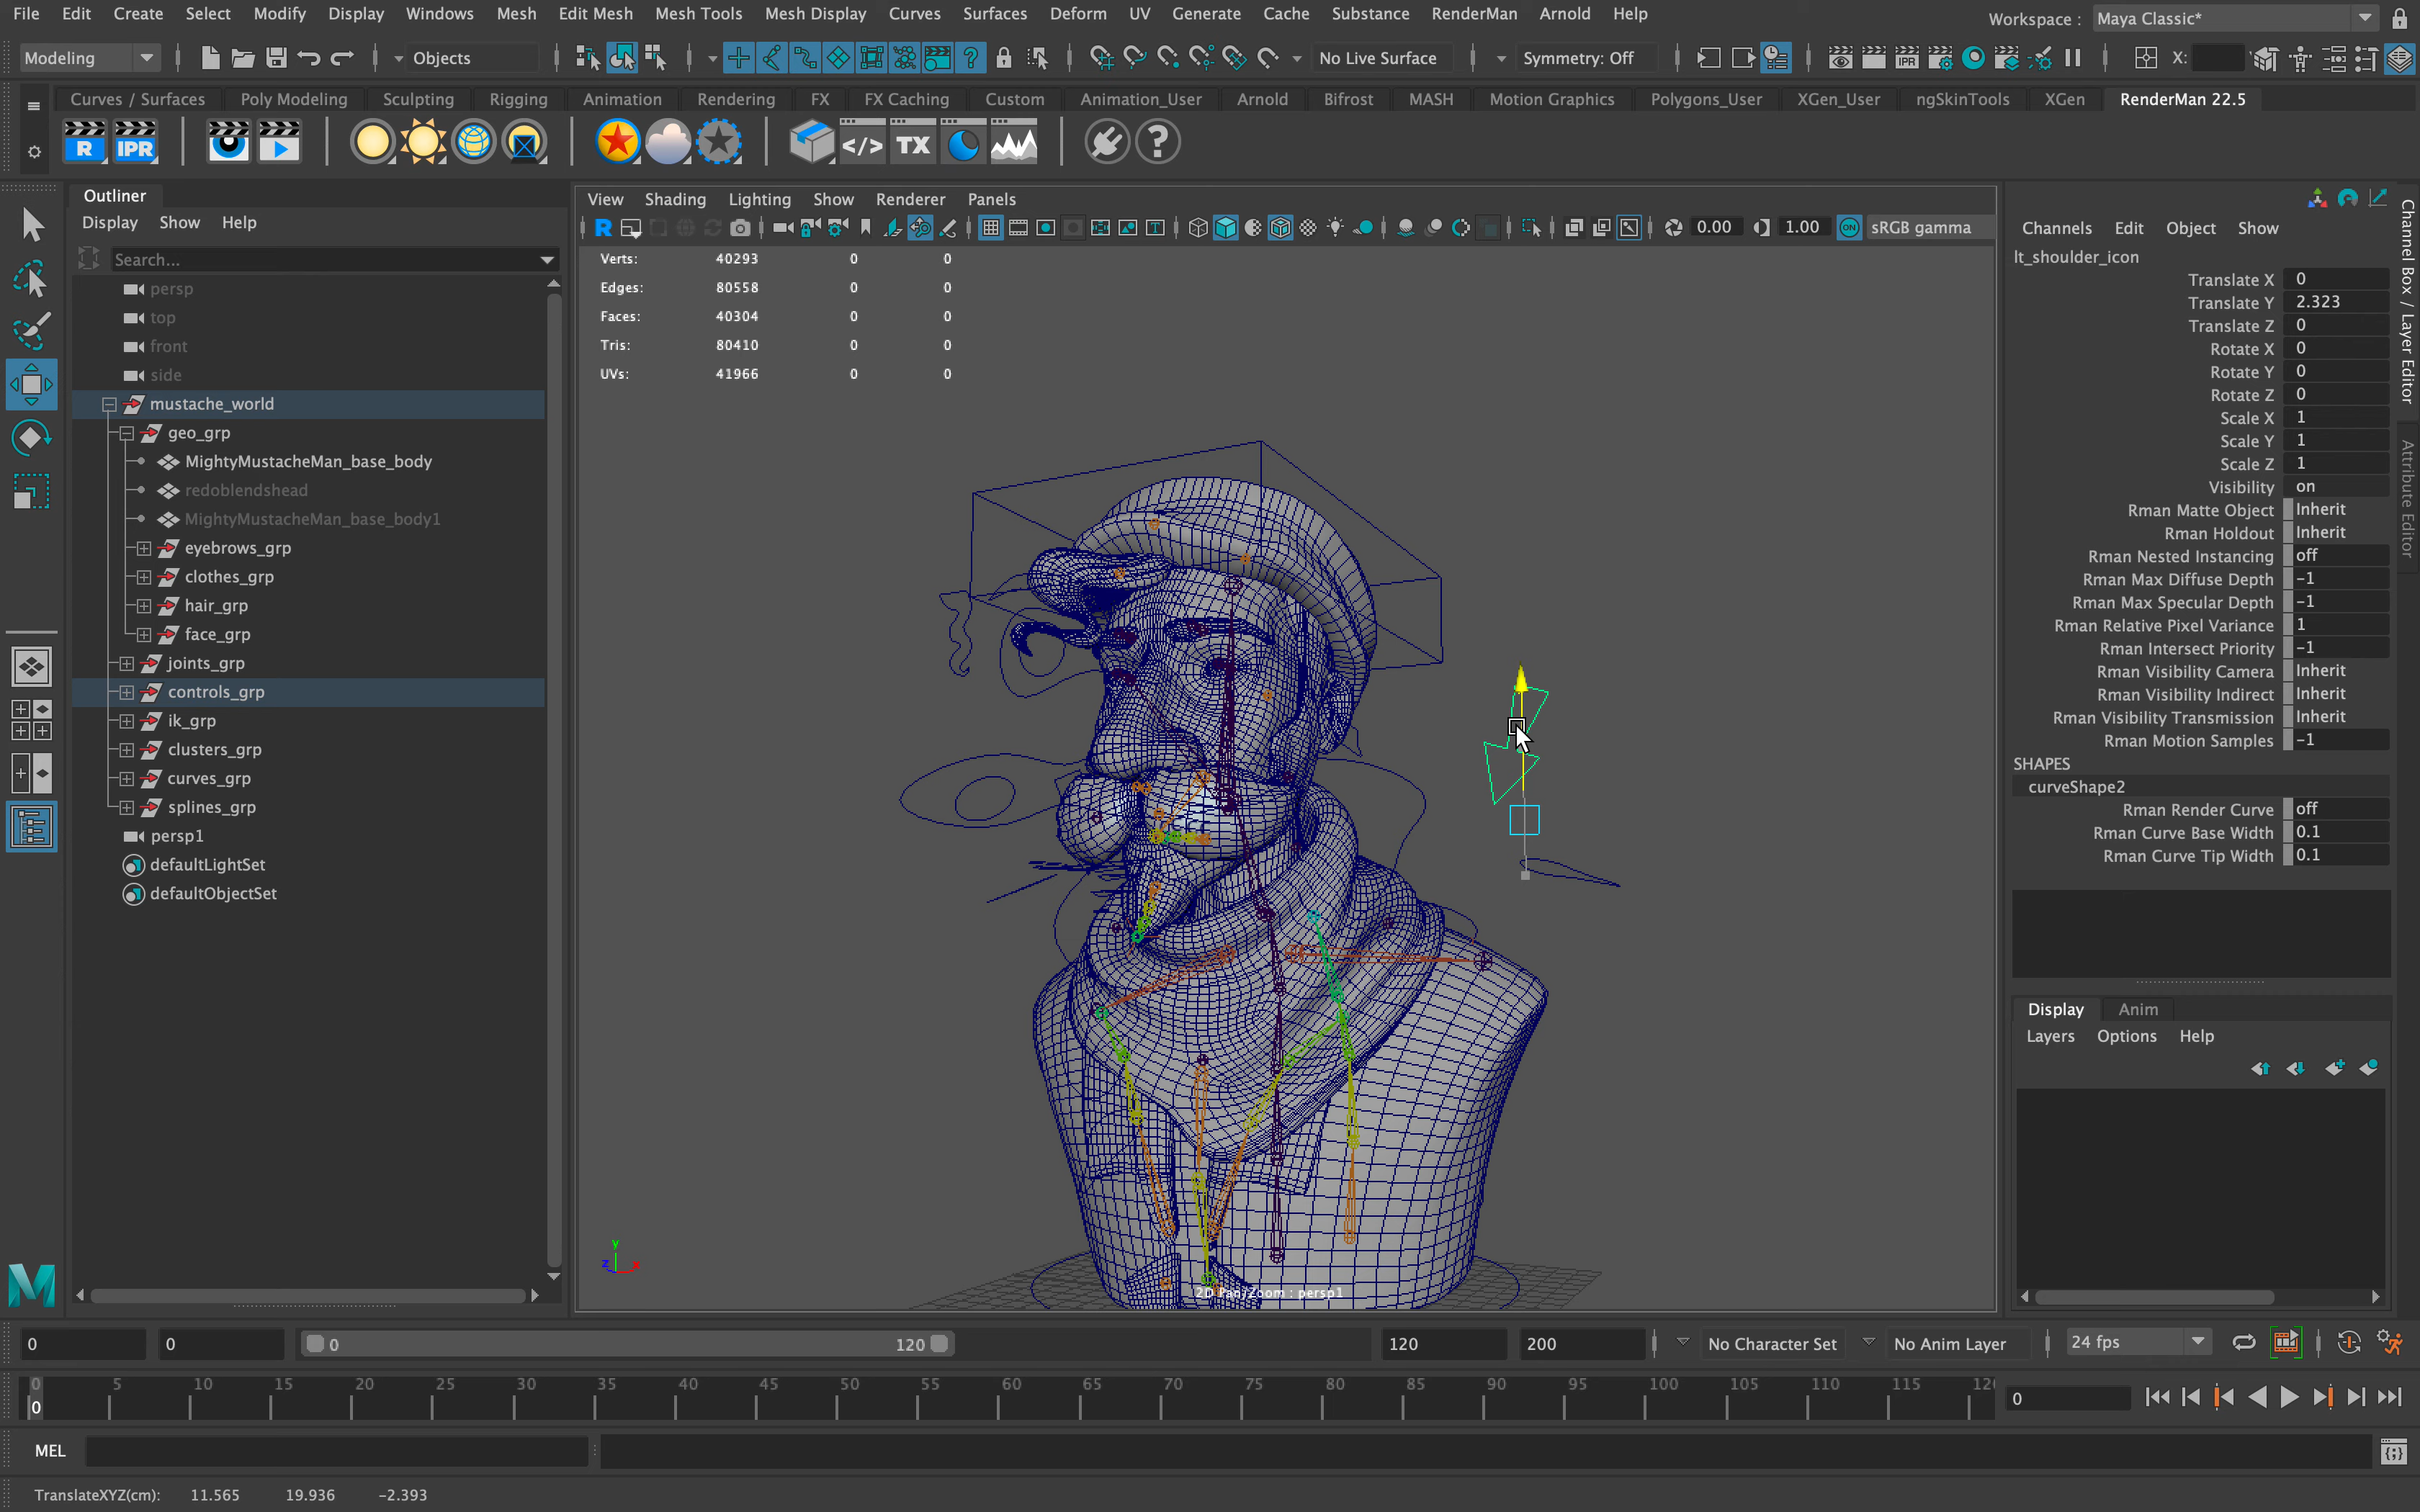 File Edit Create Select Modify Display Windows Mesh Edit Mesh Mesh Tools Mesh Display Curves Surfaces Deform UV Generate Cache Substance RenderMan Arnold Help
Workspace : Maya Classic*
Modeling Objects No Live Surface Symmetry: Off X:
Curves / Surfaces Poly Modeling Sculpting Rigging Animation Rendering FX FX Caching Custom Animation_User Arnold Bifrost MASH Motion Graphics Polygons_User XGen_User ngSkinTools XGen RenderMan 22.5
R IPR </> TX ?
Outliner
Display Show Help
Search...
persp
top
front
side
mustache_world
geo_grp
MightyMustacheMan_base_body
redoblendshead
MightyMustacheMan_base_body1
eyebrows_grp
clothes_grp
hair_grp
face_grp
joints_grp
controls_grp
ik_grp
clusters_grp
curves_grp
splines_grp
persp1
defaultLightSet
defaultObjectSet
View Shading Lighting Show Renderer Panels
R 0.00 1.00 ON sRGB gamma
Verts: 40293 0 0
Edges: 80558 0 0
Faces: 40304 0 0
Tris: 80410 0 0
UVs: 41966 0 0
y
z x
2D Pan/Zoom : persp1
Channels Edit Object Show
lt_shoulder_icon
Translate X 0
Translate Y 2.323
Translate Z 0
Rotate X 0
Rotate Y 0
Rotate Z 0
Scale X 1
Scale Y 1
Scale Z 1
Visibility on
Rman Matte Object Inherit
Rman Holdout Inherit
Rman Nested Instancing off
Rman Max Diffuse Depth -1
Rman Max Specular Depth -1
Rman Relative Pixel Variance 1
Rman Intersect Priority -1
Rman Visibility Camera Inherit
Rman Visibility Indirect Inherit
Rman Visibility Transmission Inherit
Rman Motion Samples -1
SHAPES
curveShape2
Rman Render Curve off
Rman Curve Base Width 0.1
Rman Curve Tip Width 0.1
Display Anim
Layers Options Help
Channel Box / Layer Editor
Attribute Editor
0 0 0 120 120 200 No Character Set No Anim Layer 24 fps
0 5 10 15 20 25 30 35 40 45 50 55 60 65 70 75 80 85 90 95 100 105 110 115 12
0 0
MEL
TranslateXYZ(cm): 11.565 19.936 -2.393